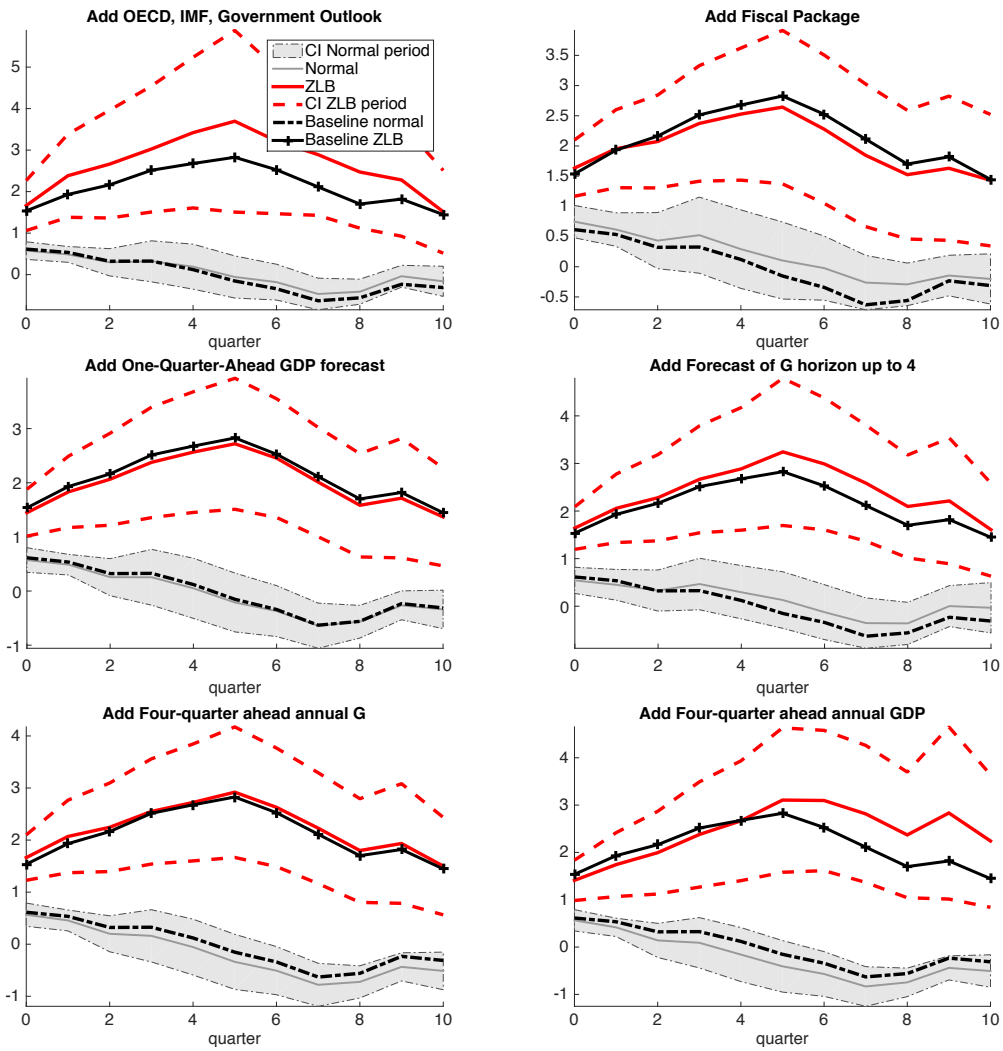 Add OECD, IMF, Government Outlook
5
4
3
2
1
0
CI Normal period
Normal
ZLB
CI ZLB period
Baseline normal
Baseline ZLB
0 2 4 6 8 10
quarter
Add Fiscal Package
3.5
3
2.5
2
1.5
1
0.5
0
-0.5
0 2 4 6 8 10
quarter
Add One-Quarter-Ahead GDP forecast
3
2
1
0
-1
0 2 4 6 8 10
quarter
Add Forecast of G horizon up to 4
4
3
2
1
0
0 2 4 6 8 10
quarter
Add Four-quarter ahead annual G
4
3
2
1
0
-1
0 2 4 6 8 10
quarter
Add Four-quarter ahead annual GDP
4
3
2
1
0
-1
0 2 4 6 8 10
quarter